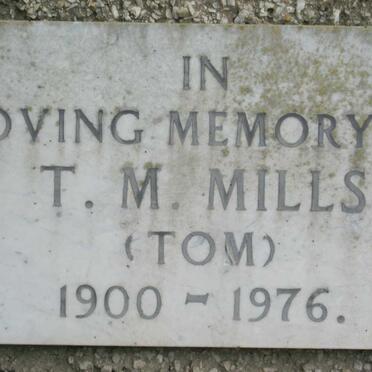 IN
OVING MEMORY
T. M. MILLS
(TOM)
1900 - 1976.